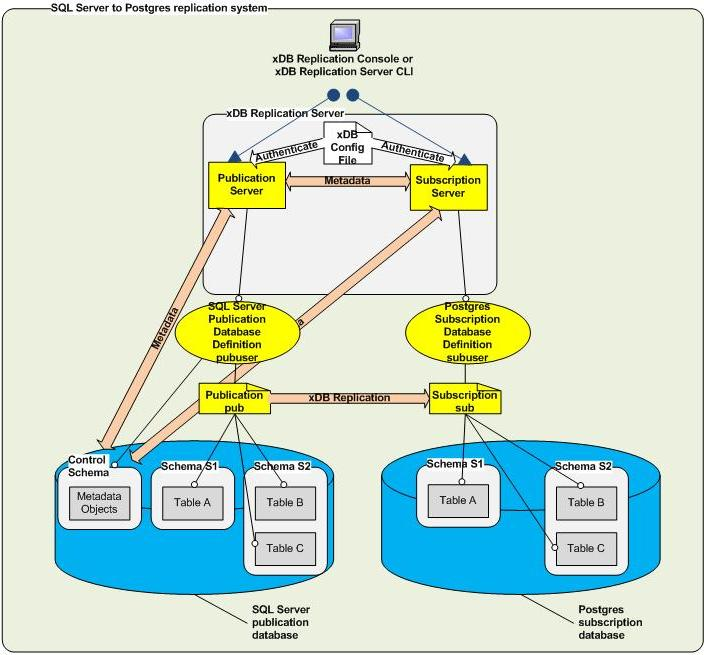 SQL Server to Postgres replication system
xDB Replication Console or
xDB Replication Server CLI
xDB Replication Server
xDB
Config
File
Authenticate
Authenticate
Publication
Server
Metadata
Subscription
Server
Metadata
a
SQL Server
Publication
Database
Definition
pubuser
Postgres
Subscription
Database
Definition
subuser
Publication
pub
xDB Replication
Subscription
sub
Control
Schema
Metadata
Objects
Schema S1
Table A
Schema S2
Table B
Table C
Schema S1
Table A
Schema S2
Table B
Table C
SQL Server
publication
database
Postgres
subscription
database